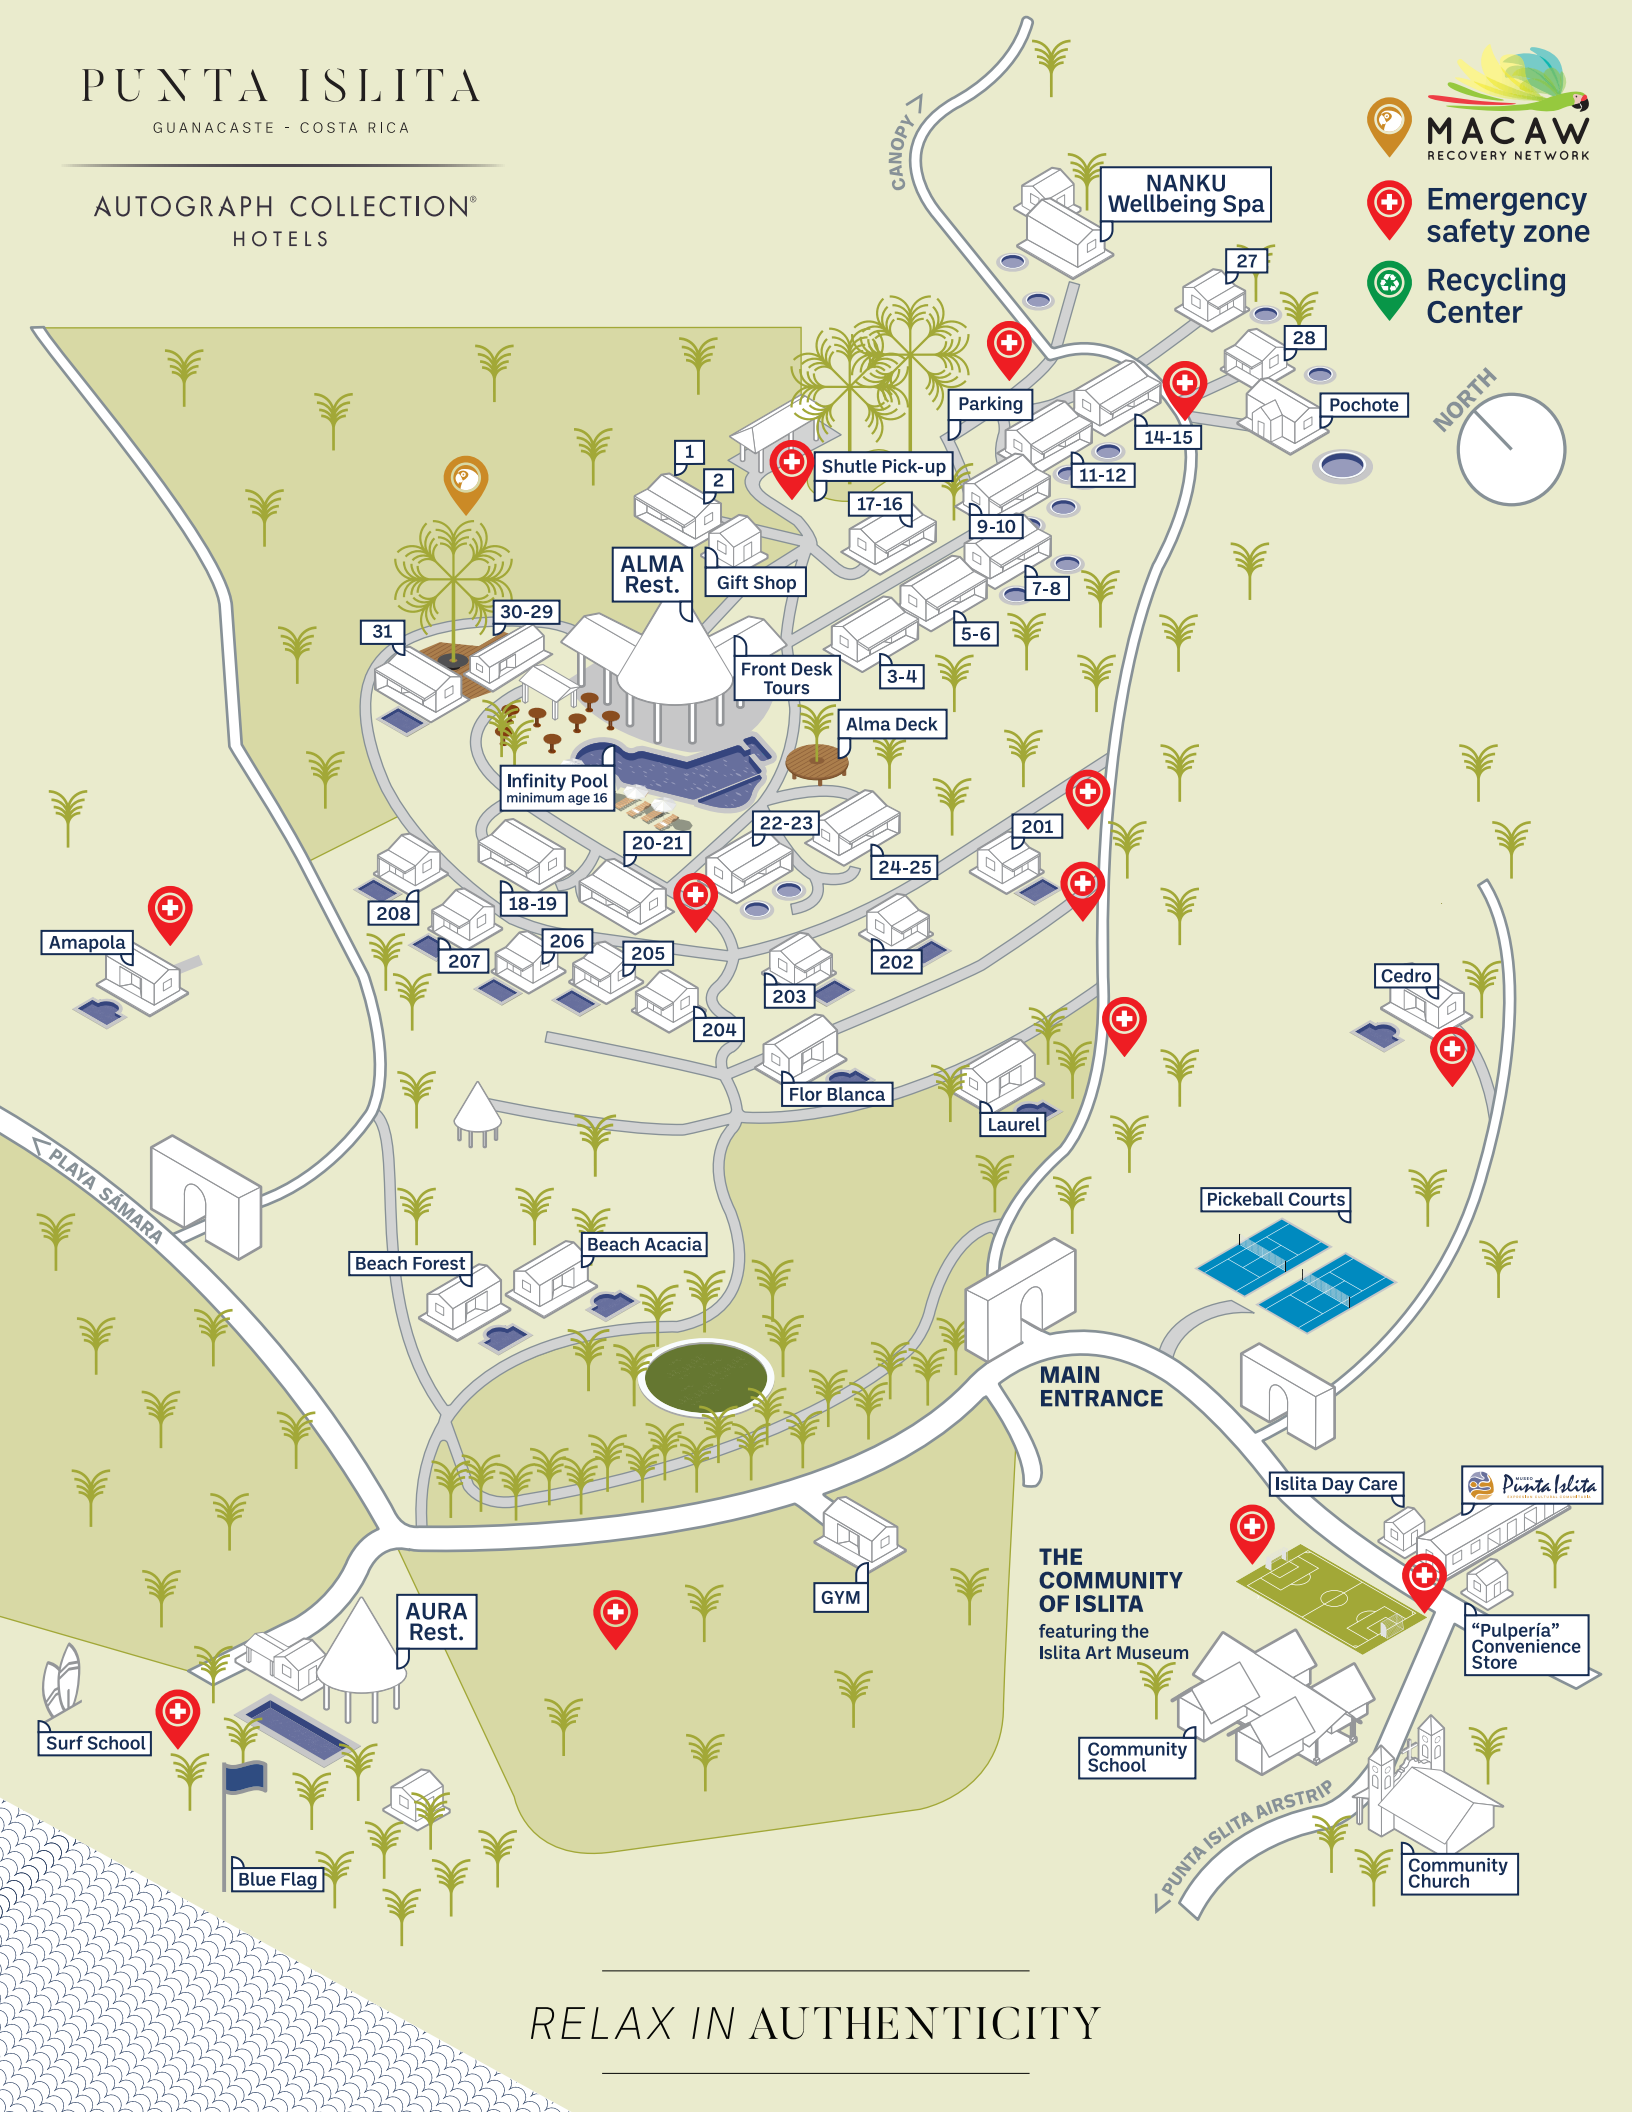 PUNTA ISLITA
GUANACASTE - COSTA RICA
AUTOGRAPH COLLECTION®
HOTELS
MACAW
RECOVERY NETWORK
Emergency
safety zone
Recycling
Center
NORTH
CANOPY
NANKU
Wellbeing Spa
27
28
Pochote
Parking
14-15
11-12
1
2
Shutle Pick-up
17-16
9-10
ALMA
Rest.
Gift Shop
7-8
30-29
31
5-6
3-4
Front Desk
Tours
Alma Deck
Infinity Pool
minimum age 16
22-23
20-21
201
24-25
18-19
208
Amapola
206
205
207
202
203
204
Cedro
Flor Blanca
Laurel
PLAYA SÁMARA
Pickeball Courts
Beach Acacia
Beach Forest
MAIN
ENTRANCE
Islita Day Care
MUSEO
Punta Islita
GYM
THE
COMMUNITY
OF ISLITA
featuring the
Islita Art Museum
AURA
Rest.
“Pulpería”
Convenience
Store
Surf School
Community
School
PUNTA ISLITA AIRSTRIP
Blue Flag
Community
Church
RELAX IN AUTHENTICITY